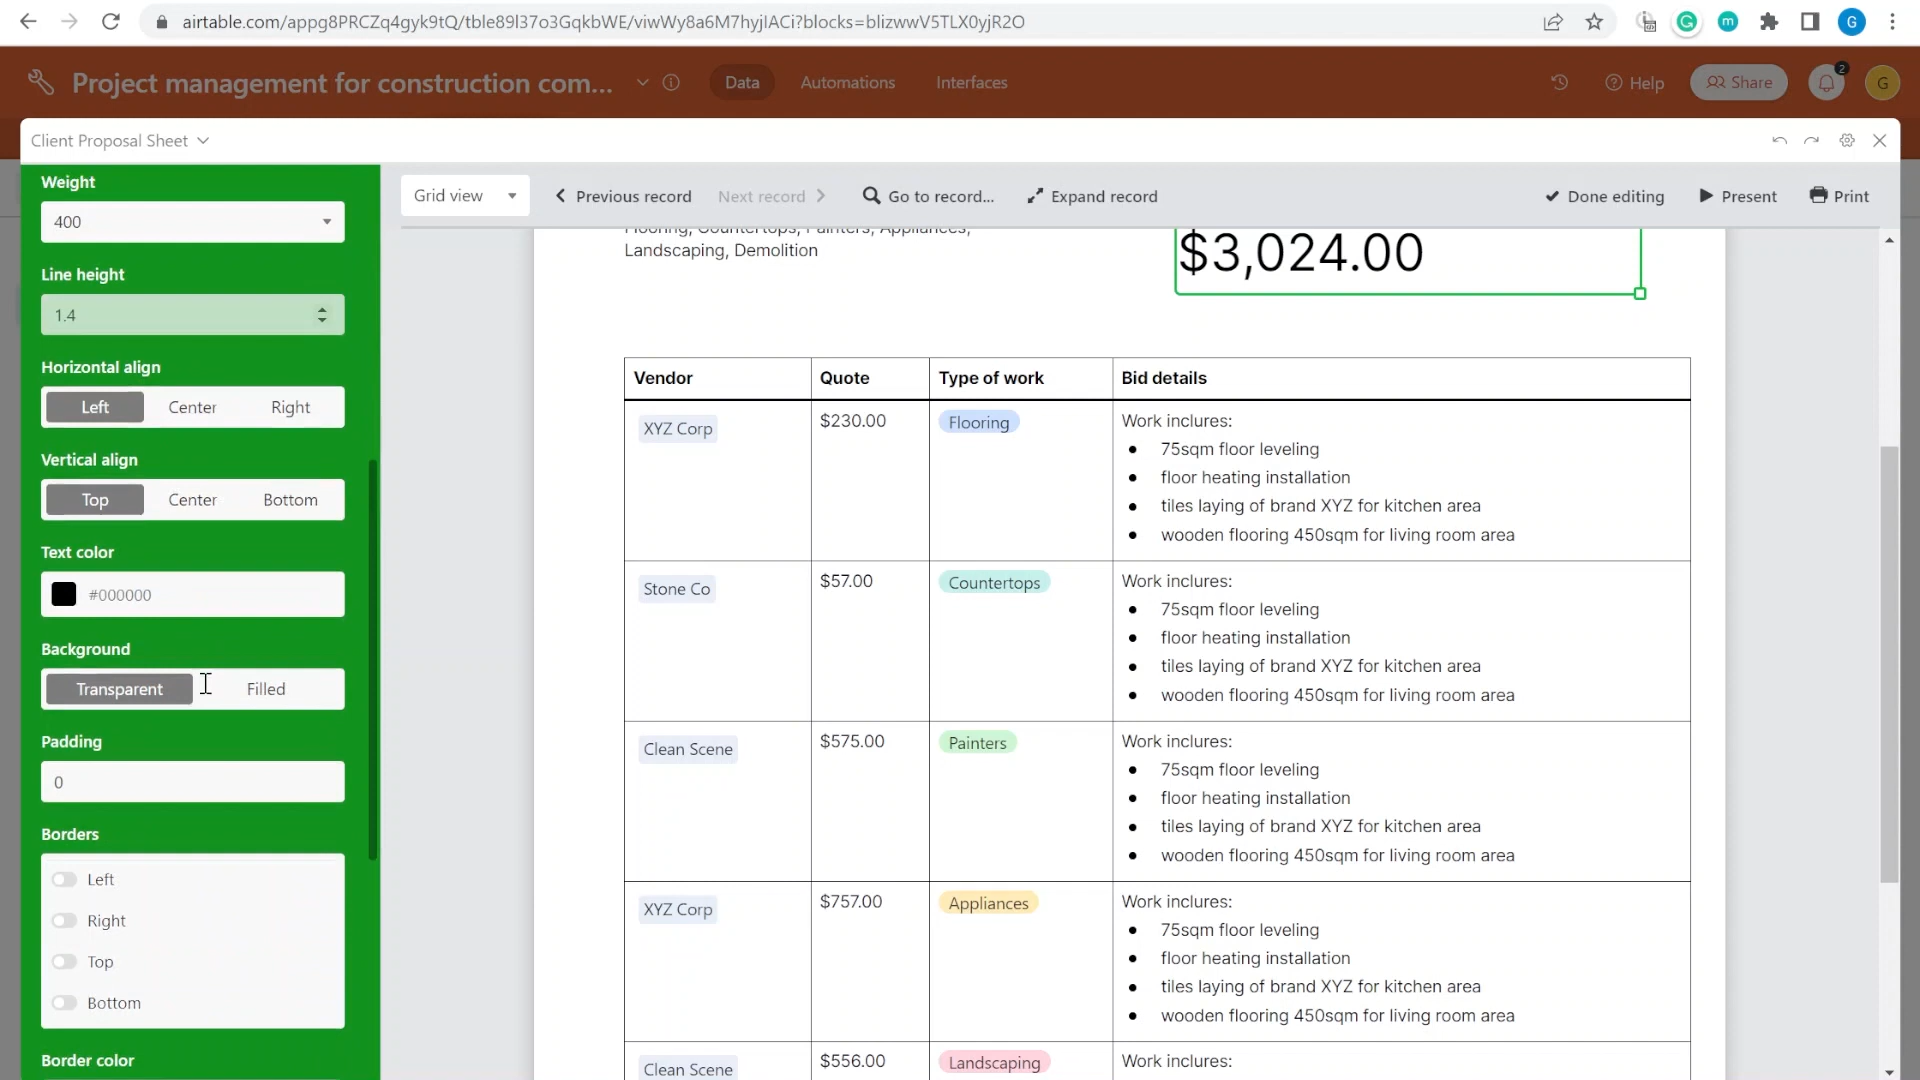 airtable.com/appg8PRCZq4gyk9tQ/tble89l37o3GqkbWE/viwWy8a6M7hyjIACi?blocks=blizwwV5TLX0yjR2O
G
m
G
Project management for construction com...
Data
Automations
Interfaces
Help
Share
2
G
Client Proposal Sheet
Weight
400
Line height
1.4
Horizontal align
Left
Center
Right
Vertical align
Top
Center
Bottom
Text color
#000000
Background
Transparent
Filled
Padding
0
Borders
Left
Right
Top
Bottom
Border color
Grid view
Previous record
Next record
Go to record...
Expand record
Done editing
Present
Print
Flooring, Countertops, Painters, Appliances,
Landscaping, Demolition
$3,024.00
Vendor Quote Type of work Bid details
XYZ Corp $230.00 Flooring Work inclures:
• 75sqm floor leveling
• floor heating installation
• tiles laying of brand XYZ for kitchen area
• wooden flooring 450sqm for living room area
Stone Co $57.00 Countertops Work inclures:
• 75sqm floor leveling
• floor heating installation
• tiles laying of brand XYZ for kitchen area
• wooden flooring 450sqm for living room area
Clean Scene $575.00 Painters Work inclures:
• 75sqm floor leveling
• floor heating installation
• tiles laying of brand XYZ for kitchen area
• wooden flooring 450sqm for living room area
XYZ Corp $757.00 Appliances Work inclures:
• 75sqm floor leveling
• floor heating installation
• tiles laying of brand XYZ for kitchen area
• wooden flooring 450sqm for living room area
Clean Scene $556.00 Landscaping Work inclures: